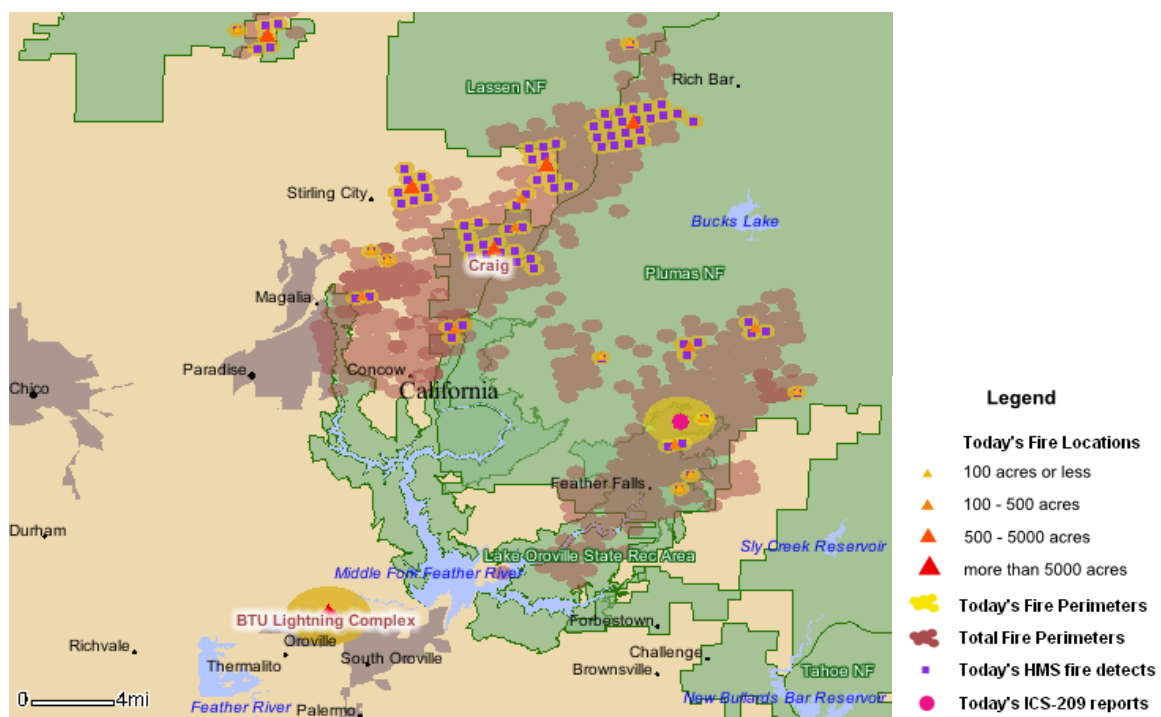 Lassen NF
Rich Bar
Stirling City
Bucks Lake
Craig
Plumas NF
Magalia
Paradise
Concow
Chico
California
Feather Falls
Durham
Lake Oroville State Rec Area
Sly Creek Reservoir
Middle Fork Feather River
BTU Lightning Complex
Forbestown
Richvale
Oroville
Thermalito
South Oroville
Challenge
Brownsville
Tahoe NF
0 4mi
Feather River
Palermo
New Bullards Bar Reservoir
Legend
Today's Fire Locations
100 acres or less
100 - 500 acres
500 - 5000 acres
more than 5000 acres
Today's Fire Perimeters
Total Fire Perimeters
Today's HMS fire detects
Today's ICS-209 reports